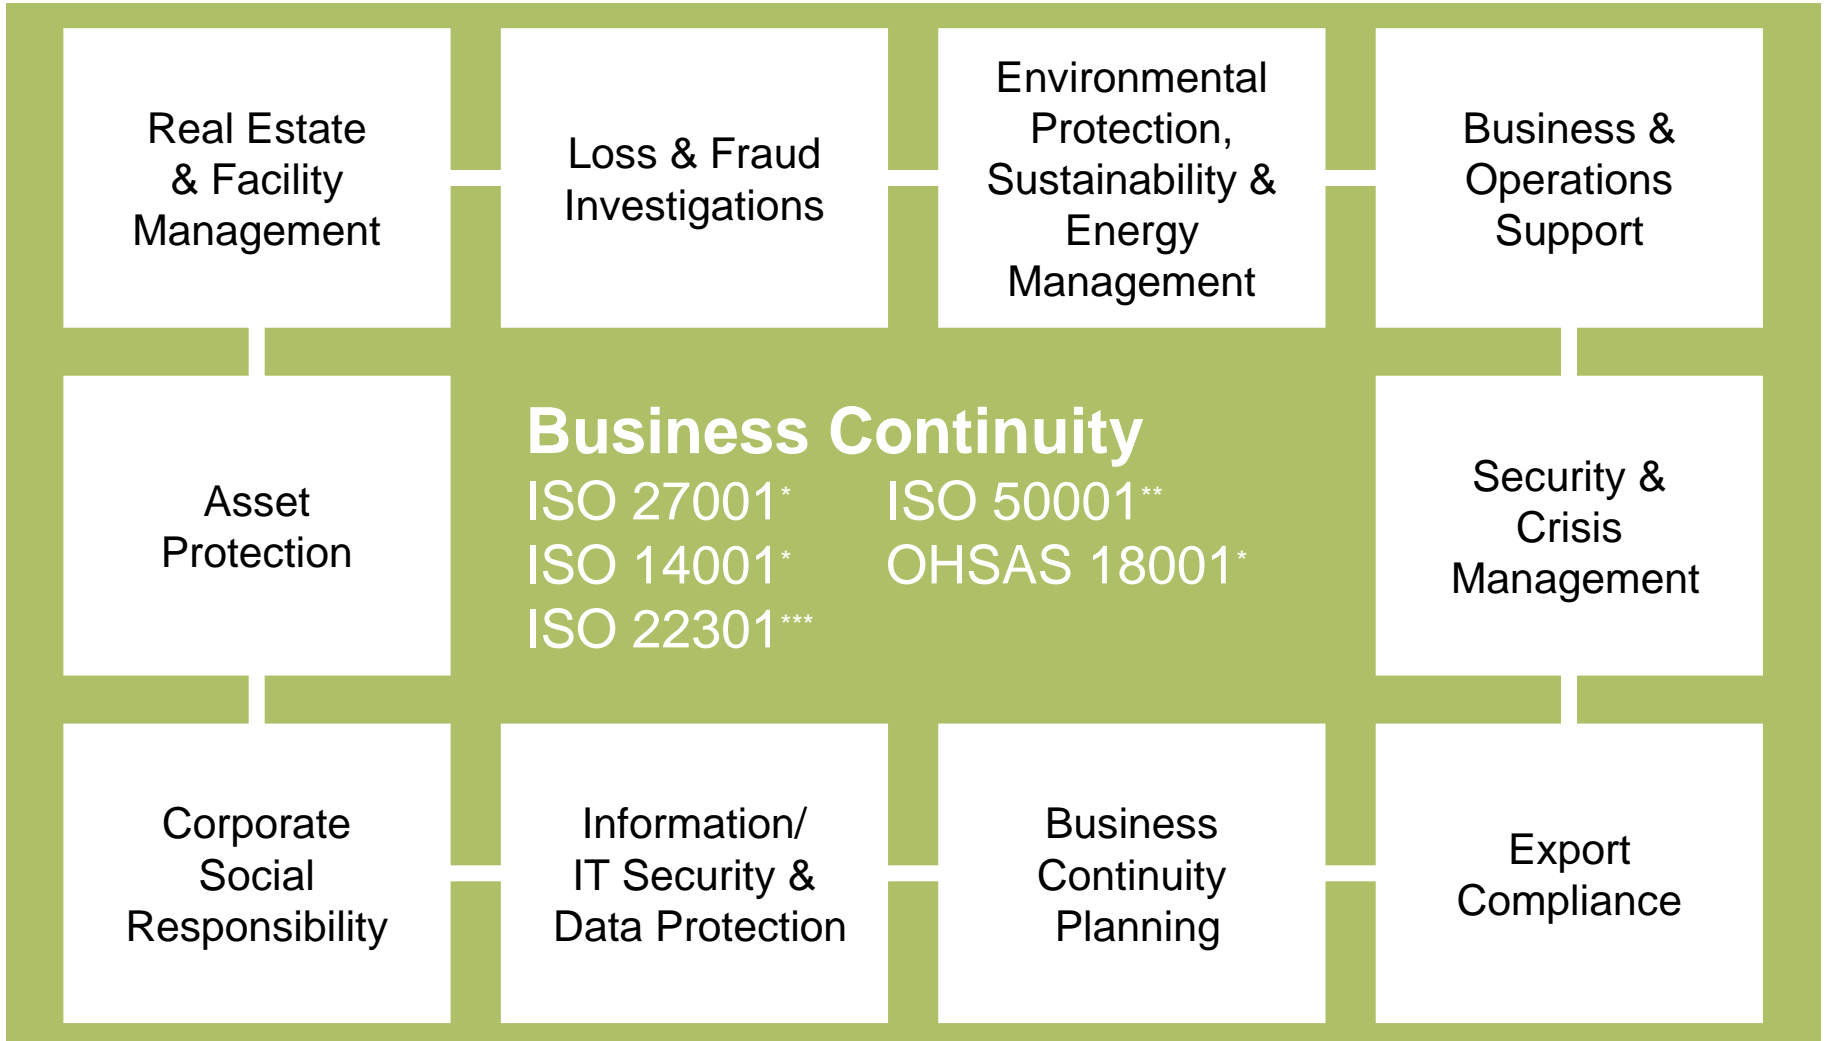 Real Estate
& Facility
Management
Loss & Fraud
Investigations
Environmental
Protection,
Sustainability &
Energy
Management
Business &
Operations
Support
Asset
Protection
Business Continuity
ISO 27001* ISO 50001**
ISO 14001* OHSAS 18001*
ISO 22301***
Security &
Crisis
Management
Corporate
Social
Responsibility
Information/
IT Security &
Data Protection
Business
Continuity
Planning
Export
Compliance